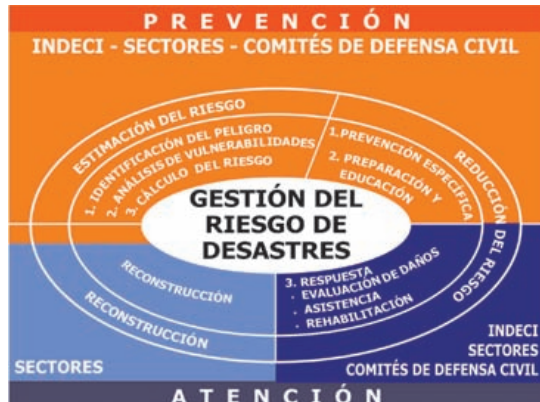 PREVENCIÓN
INDECI - SECTORES - COMITÉS DE DEFENSA CIVIL
ESTIMACIÓN DEL RIESGO
1. IDENTIFICACIÓN DEL PELIGRO
2. ANÁLISIS DE VULNERABILIDADES
3. CÀLCULO DEL RIESGO
1. PREVENCIÓN ESPECÍFICA
2. PREPARACIÓN Y
EDUCACIÓN
REDUCCIÓN DEL RIESGO
GESTIÓN DEL
RIESGO DE
DESASTRES
3. RESPUESTA
. EVALUACIÓN DE DAÑOS
. ASISTENCIA
. REHABILITACIÓN
RECONSTRUCCIÓN
RECONSTRUCCIÓN
SECTORES
INDECI
SECTORES
COMITÉS DE DEFENSA CIVIL
ATENCIÓN